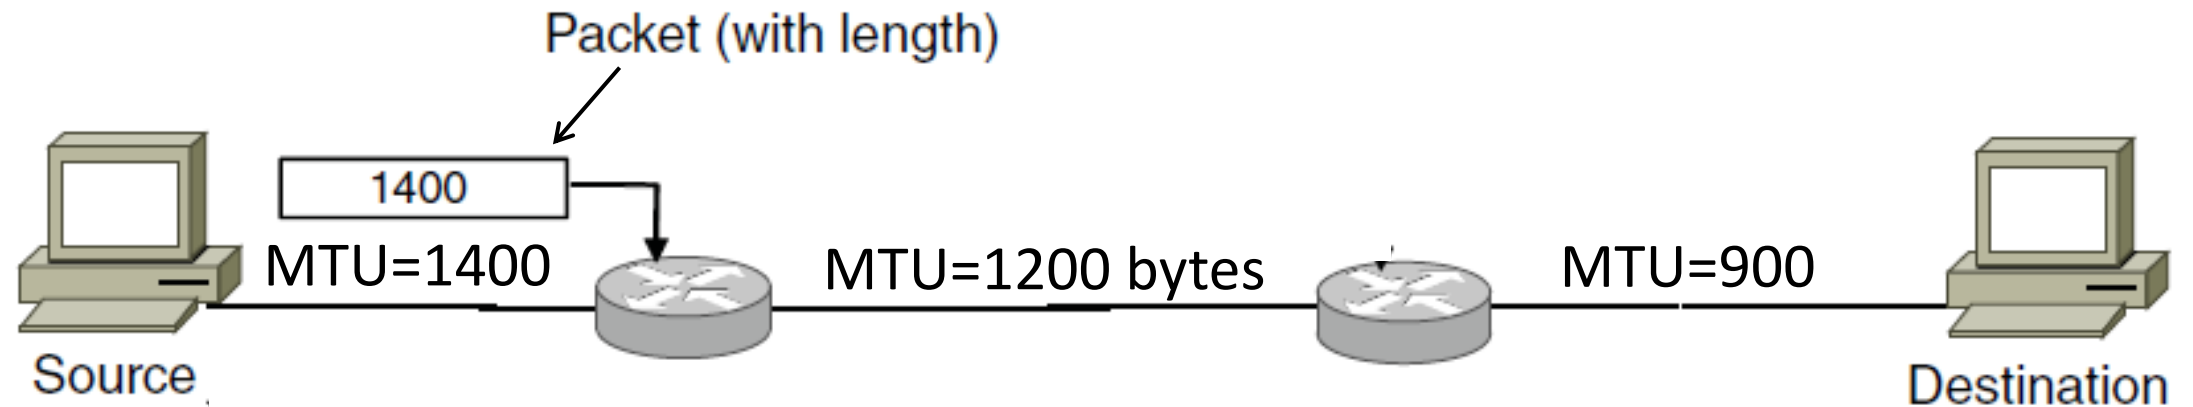 Packet (with length)
1400
MTU=1400
MTU=1200 bytes
MTU=900
Source
Destination